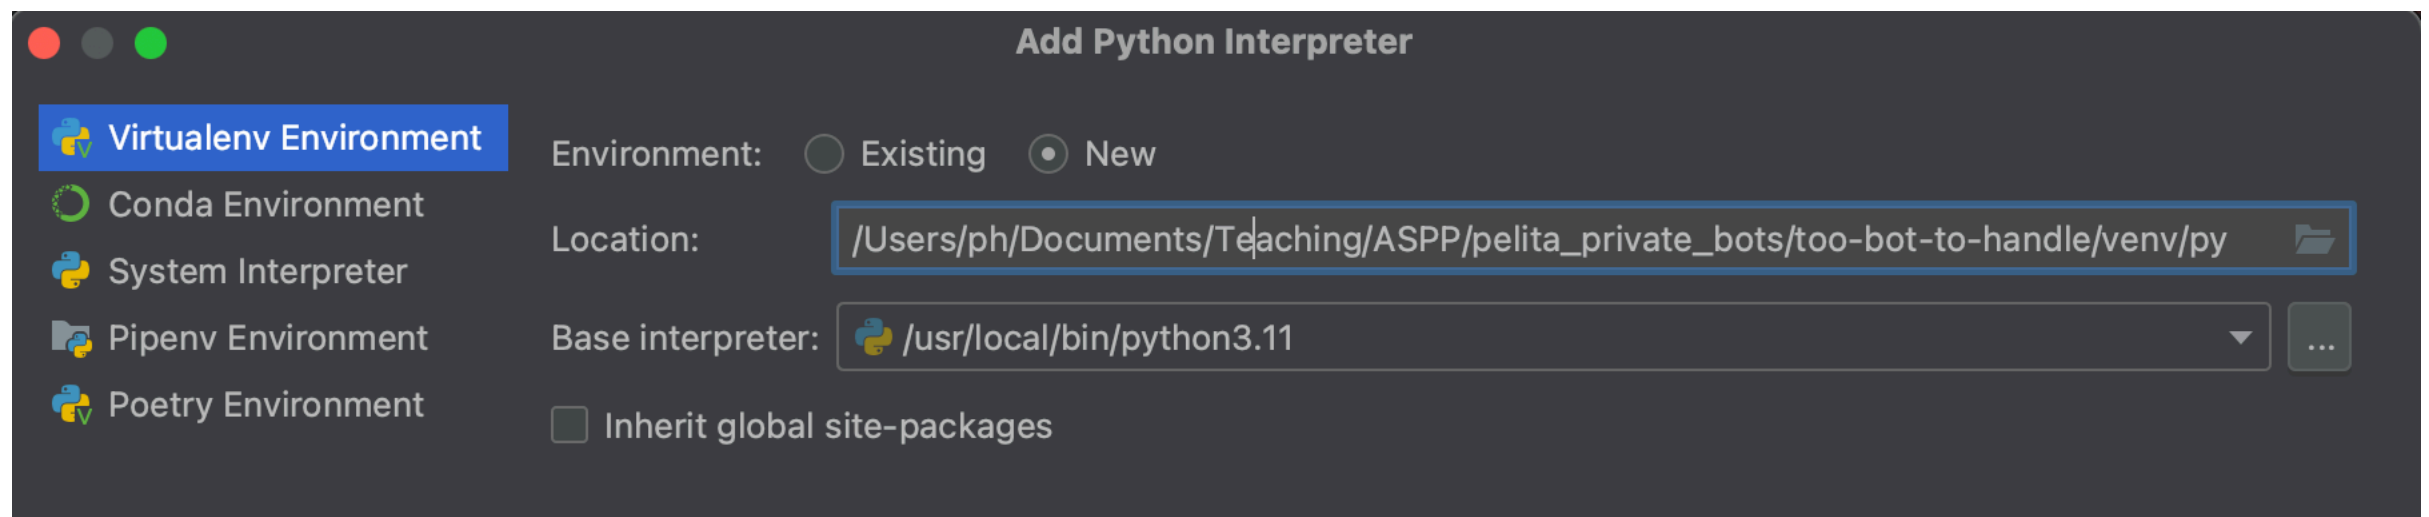 Add Python Interpreter
Virtualenv Environment
Conda Environment
System Interpreter
Pipenv Environment
Poetry Environment
Environment: Existing New
Location: /Users/ph/Documents/Teaching/ASPP/pelita_private_bots/too-bot-to-handle/venv/py
Base interpreter: /usr/local/bin/python3.11 ...
Inherit global site-packages